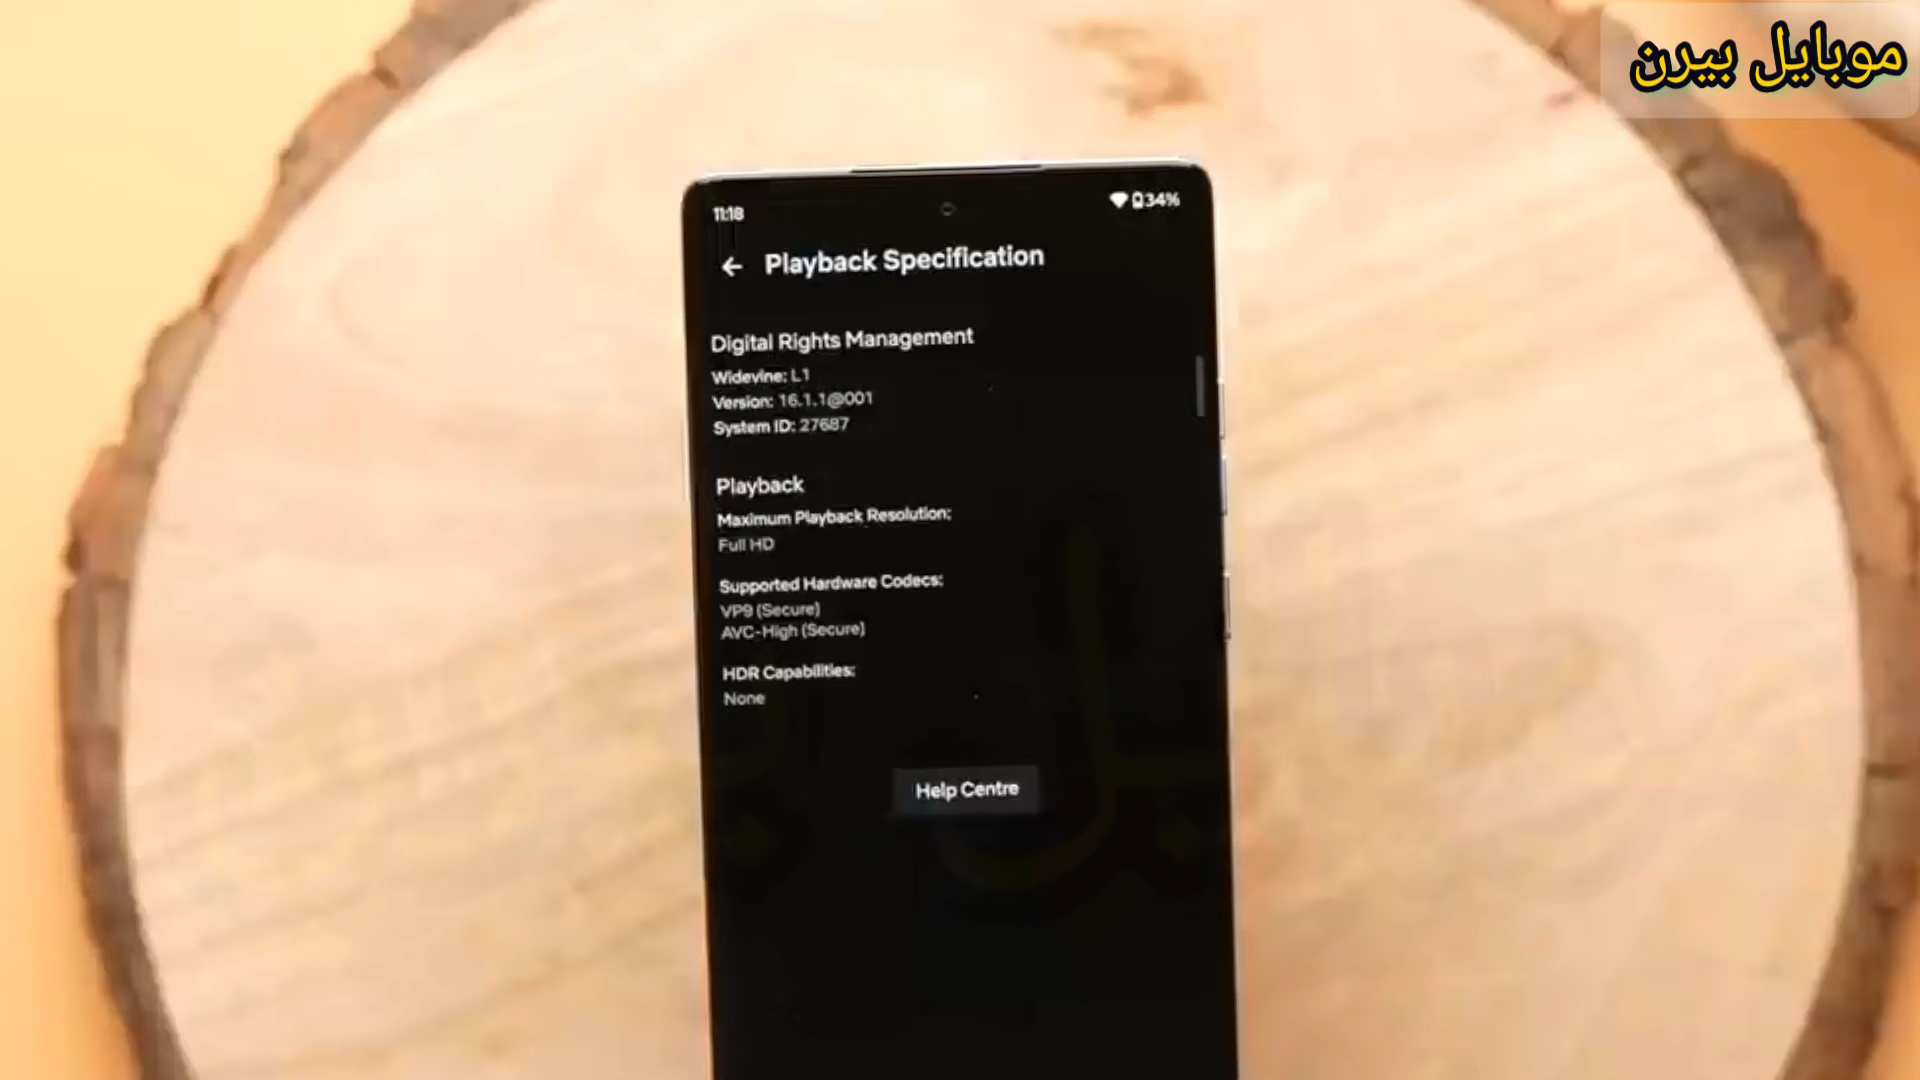 موبايل بيرن
11:18
34%
Playback Specification
Digital Rights Management
Widevine: L1
Version: 16.1.1@001
System ID: 27687
Playback
Maximum Playback Resolution:
Full HD
Supported Hardware Codecs:
VP9 (Secure)
AVC-High (Secure)
HDR Capabilities:
None
Help Centre